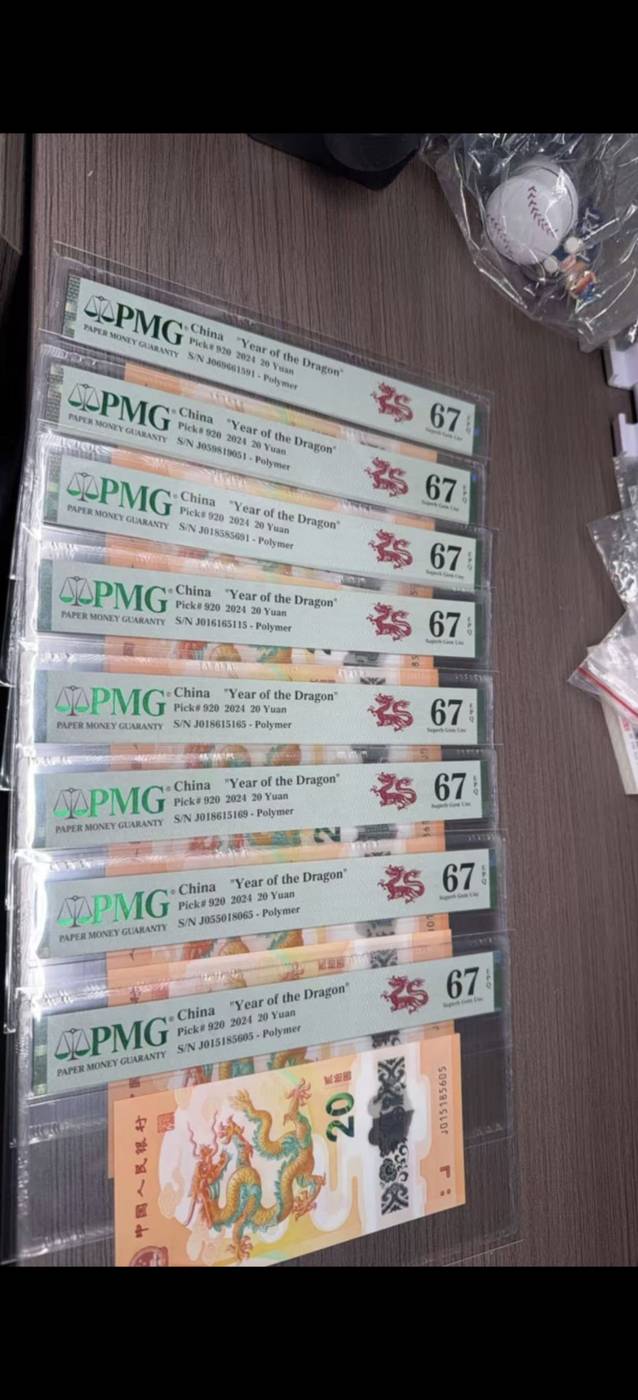 PMG
PAPER MONEY GUARANTY
China "Year of the Dragon"
Pick# 920 2024 20 Yuan
S/N J069661591 - Polymer
67 EPQ
Superb Gem Unc
PMG
PAPER MONEY GUARANTY
China "Year of the Dragon"
Pick# 920 2024 20 Yuan
S/N J059819051 - Polymer
67 EPQ
Superb Gem Unc
PMG
PAPER MONEY GUARANTY
China "Year of the Dragon"
Pick# 920 2024 20 Yuan
S/N J018585691 - Polymer
67 EPQ
Superb Gem Unc
PMG
PAPER MONEY GUARANTY
China "Year of the Dragon"
Pick# 920 2024 20 Yuan
S/N J016165115 - Polymer
67 EPQ
Superb Gem Unc
PMG
PAPER MONEY GUARANTY
China "Year of the Dragon"
Pick# 920 2024 20 Yuan
S/N J018615165 - Polymer
67 EPQ
Superb Gem Unc
PMG
PAPER MONEY GUARANTY
China "Year of the Dragon"
Pick# 920 2024 20 Yuan
S/N J018615169 - Polymer
67 EPQ
Superb Gem Unc
PMG
PAPER MONEY GUARANTY
China "Year of the Dragon"
Pick# 920 2024 20 Yuan
S/N J055018065 - Polymer
67 EPQ
Superb Gem Unc
PMG
PAPER MONEY GUARANTY
China "Year of the Dragon"
Pick# 920 2024 20 Yuan
S/N J015185605 - Polymer
67 EPQ
Superb Gem Unc
中国人民银行
贰拾圆
20
J015185605